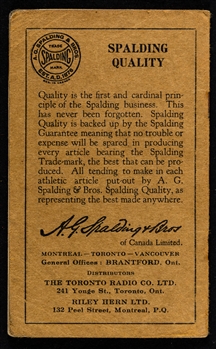 A.G. SPALDING & BROS.
TRADE
SPALDING
MARK
EST. A.D. 1876
SPALDING
QUALITY
Quality is the first and cardinal prin-
ciple of the Spalding business. This
has never been forgotten. Spalding
Quality is backed up by the Spalding
Guarantee meaning that no trouble or
expense will be spared in producing
every article bearing the Spalding
Trade-mark, the best that can be pro-
duced. All tending to make in each
athletic article put-out by A. G.
Spalding & Bros. Spalding Quality, as
representing the best made anywhere.
A.G. Spalding & Bros
of Canada Limited.
MONTREAL – TORONTO – VANCOUVER
General Offices: BRANTFORD, Ont.
DISTRIBUTORS
THE TORONTO RADIO CO. LTD.
241 Yonge St., Toronto, Ont.
RILEY HERN LTD.
132 Peel Street, Montreal, P.Q.